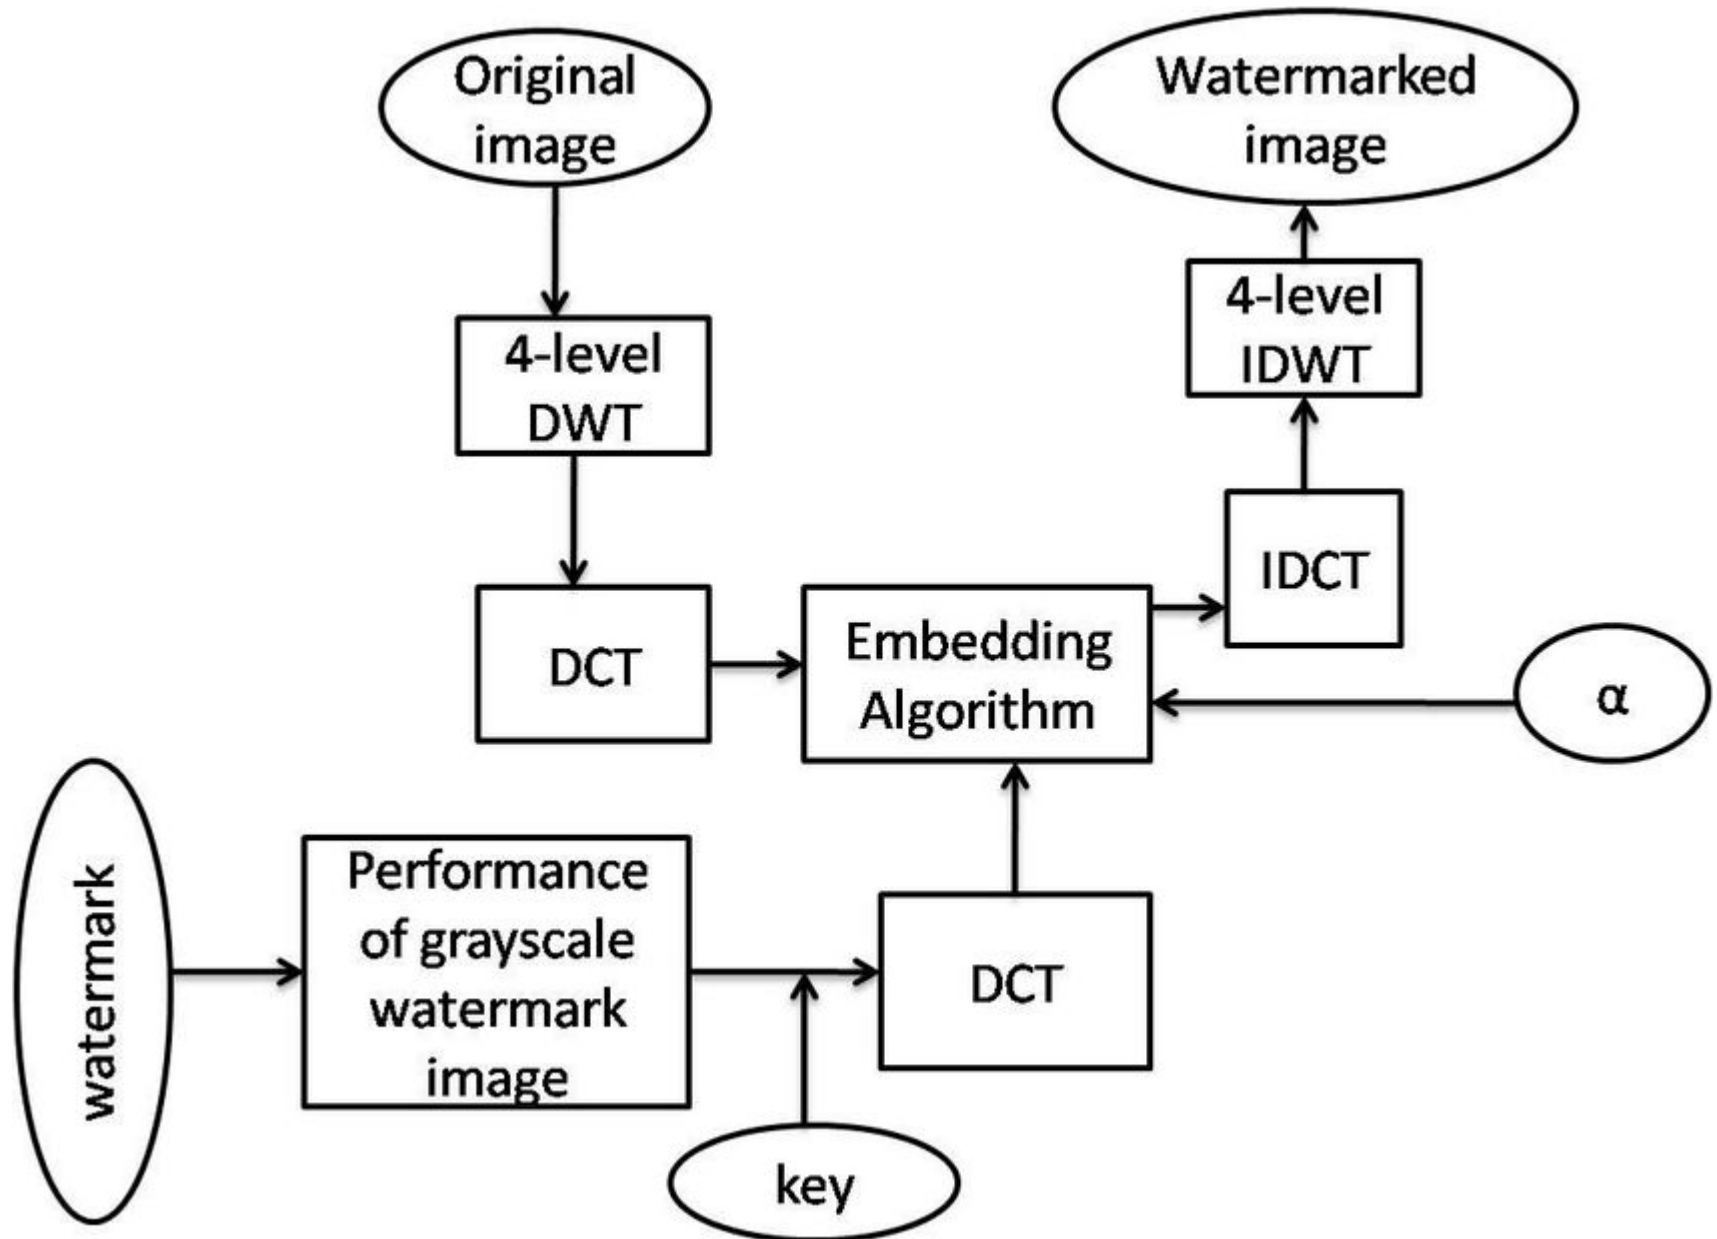 Original
image
Watermarked
image
4-level
DWT
4-level
IDWT
DCT
Embedding
Algorithm
IDCT
α
watermark
Performance
of grayscale
watermark
image
DCT
key